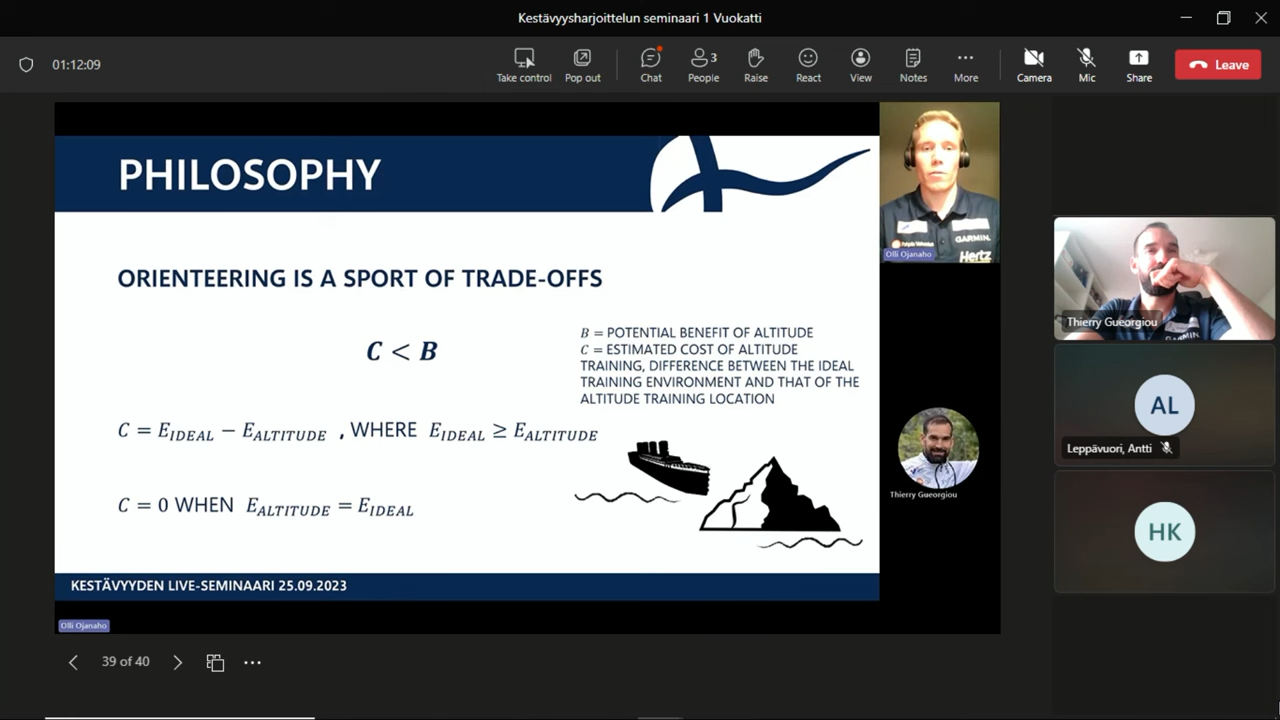 Kestävyysharjoittelun seminaari 1 Vuokatti
01:12:09
Take control
Pop out
Chat
3
People
Raise
React
View
Notes
More
Camera
Mic
Share
Leave
PHILOSOPHY
ORIENTEERING IS A SPORT OF TRADE-OFFS
C < B
B = POTENTIAL BENEFIT OF ALTITUDE
C = ESTIMATED COST OF ALTITUDE
TRAINING, DIFFERENCE BETWEEN THE IDEAL
TRAINING ENVIRONMENT AND THAT OF THE
ALTITUDE TRAINING LOCATION
C = E_IDEAL − E_ALTITUDE , WHERE E_IDEAL ≥ E_ALTITUDE
C = 0 WHEN E_ALTITUDE = E_IDEAL
KESTÄVYYDEN LIVE-SEMINAARI 25.09.2023
Olli Ojanaho
GARMIN.
Hertz
Olli Ojanaho
Thierry Gueorgiou
Thierry Gueorgiou
GARMIN
AL
Leppävuori, Antti
HK
39 of 40